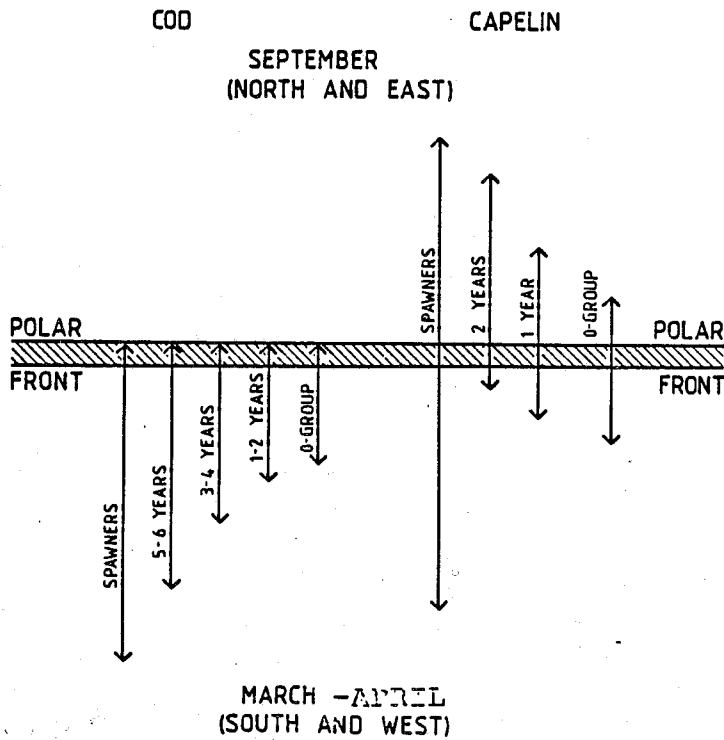 COD CAPELIN
SEPTEMBER
(NORTH AND EAST)
SPAWNERS
2 YEARS
1 YEAR
0-GROUP
POLAR POLAR
FRONT FRONT
SPAWNERS
5-6 YEARS
3-4 YEARS
1-2 YEARS
0-GROUP
MARCH -APRIL
(SOUTH AND WEST)